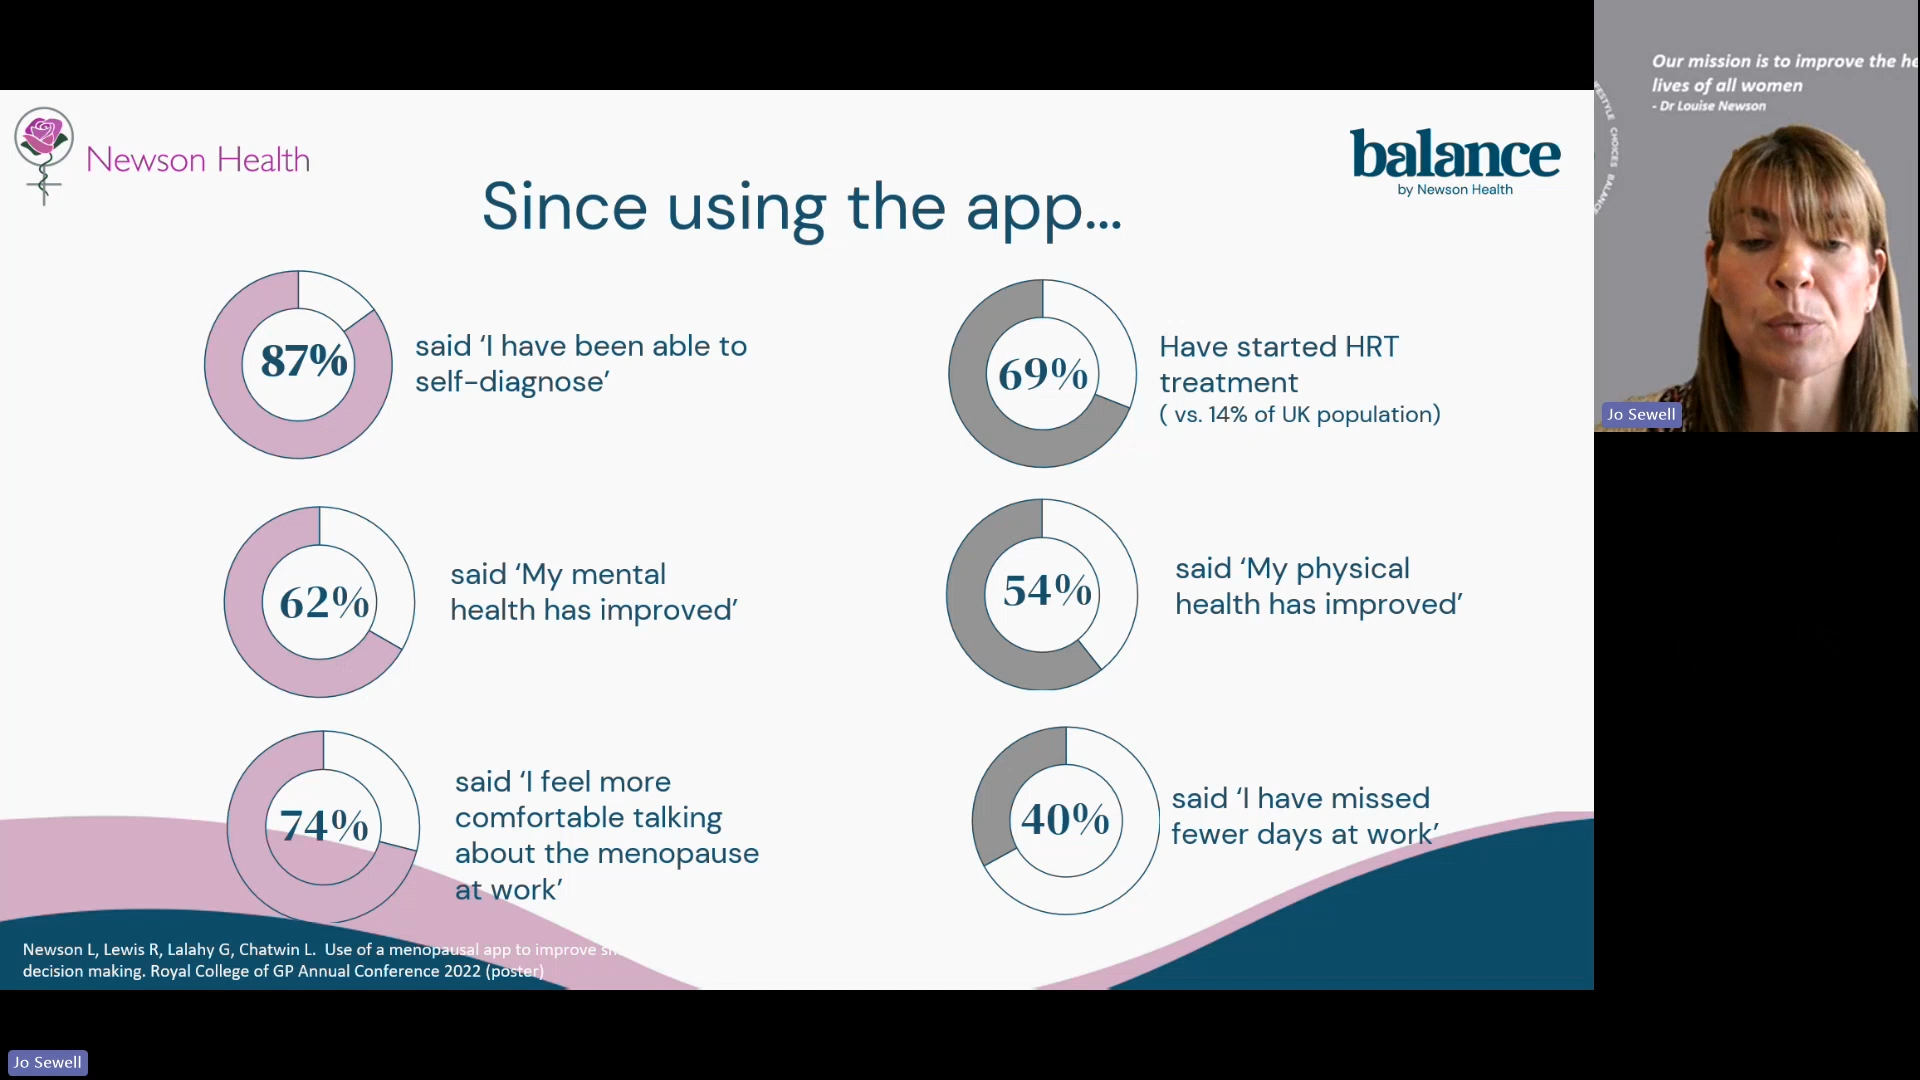 Newson Health
balance
by Newson Health
Since using the app...
87%
said ‘I have been able to
self-diagnose’
69%
Have started HRT
treatment
( vs. 14% of UK population)
62%
said ‘My mental
health has improved’
54%
said ‘My physical
health has improved’
74%
said ‘I feel more
comfortable talking
about the menopause
at work’
40%
said ‘I have missed
fewer days at work’
Newson L, Lewis R, Lalahy G, Chatwin L. Use of a menopausal app to improve
decision making. Royal College of GP Annual Conference 2022 (poster)
Our mission is to improve the
lives of all women
- Dr Louise Newson
CHOICES BALANCE
Jo Sewell
Jo Sewell